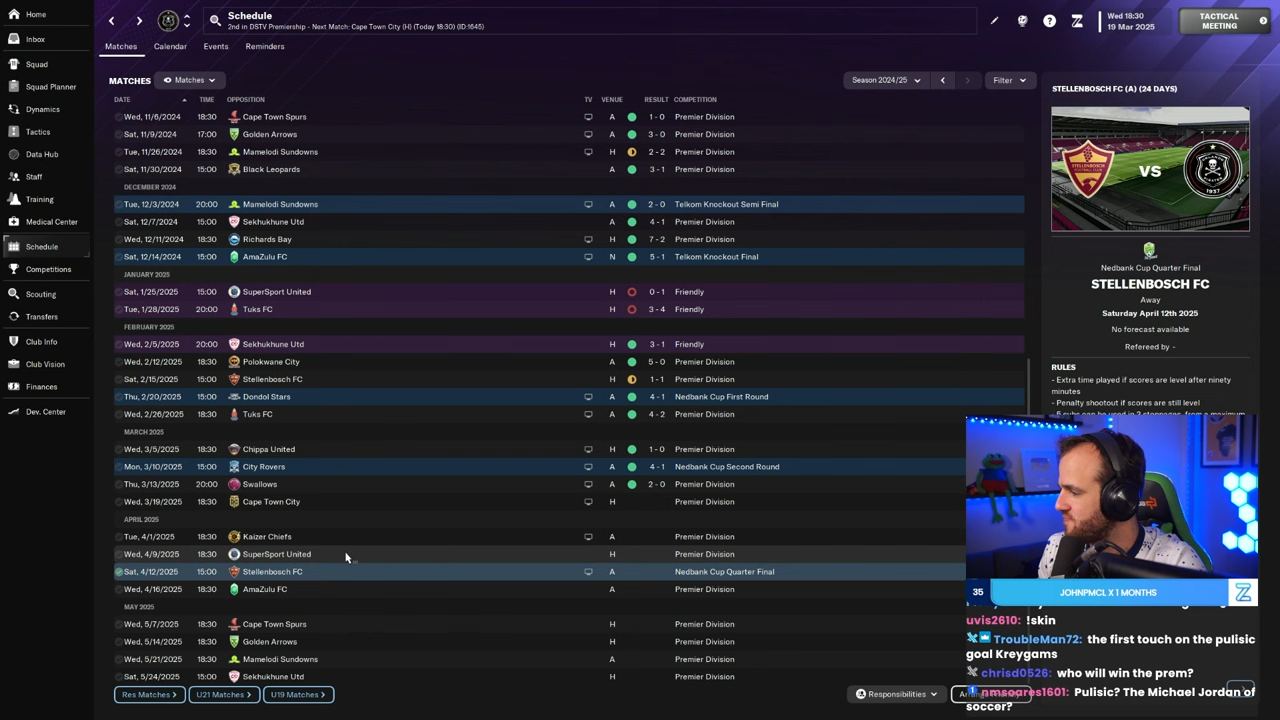 Home
Inbox
Squad
Squad Planner
Dynamics
Tactics
Data Hub
Staff
Training
Medical Center
Schedule
Competitions
Scouting
Transfers
Club Info
Club Vision
Finances
Dev. Center
Schedule
2nd in DSTV Premiership - Next Match: Cape Town City (H) (Today 18:30) (ID:1645)
Wed 18:30
19 Mar 2025
TACTICAL MEETING
Matches Calendar Events Reminders
MATCHES Matches Season 2024/25 Filter
DATE TIME OPPOSITION TV VENUE RESULT COMPETITION
Wed, 11/6/2024 18:30 Cape Town Spurs A 1 - 0 Premier Division
Sat, 11/9/2024 17:00 Golden Arrows A 3 - 0 Premier Division
Tue, 11/26/2024 18:30 Mamelodi Sundowns H 2 - 2 Premier Division
Sat, 11/30/2024 15:00 Black Leopards A 3 - 1 Premier Division
DECEMBER 2024
Tue, 12/3/2024 20:00 Mamelodi Sundowns A 2 - 0 Telkom Knockout Semi Final
Sat, 12/7/2024 15:00 Sekhukhune Utd A 4 - 1 Premier Division
Wed, 12/11/2024 18:30 Richards Bay H 7 - 2 Premier Division
Sat, 12/14/2024 15:00 AmaZulu FC N 5 - 1 Telkom Knockout Final
JANUARY 2025
Sat, 1/25/2025 15:00 SuperSport United H 0 - 1 Friendly
Tue, 1/28/2025 20:00 Tuks FC H 3 - 4 Friendly
FEBRUARY 2025
Wed, 2/5/2025 20:00 Sekhukhune Utd H 3 - 1 Friendly
Wed, 2/12/2025 18:30 Polokwane City A 5 - 0 Premier Division
Sat, 2/15/2025 15:00 Stellenbosch FC H 1 - 1 Premier Division
Thu, 2/20/2025 15:00 Dondol Stars A 4 - 1 Nedbank Cup First Round
Wed, 2/26/2025 18:30 Tuks FC A 4 - 2 Premier Division
MARCH 2025
Wed, 3/5/2025 18:30 Chippa United H 1 - 0 Premier Division
Mon, 3/10/2025 15:00 City Rovers A 4 - 1 Nedbank Cup Second Round
Thu, 3/13/2025 20:00 Swallows A 2 - 0 Premier Division
Wed, 3/19/2025 18:30 Cape Town City H Premier Division
APRIL 2025
Tue, 4/1/2025 18:30 Kaizer Chiefs A Premier Division
Wed, 4/9/2025 18:30 SuperSport United H Premier Division
Sat, 4/12/2025 15:00 Stellenbosch FC A Nedbank Cup Quarter Final
Wed, 4/16/2025 18:30 AmaZulu FC A Premier Division
MAY 2025
Wed, 5/7/2025 18:30 Cape Town Spurs H Premier Division
Wed, 5/14/2025 18:30 Golden Arrows H Premier Division
Wed, 5/21/2025 18:30 Mamelodi Sundowns A Premier Division
Sat, 5/24/2025 15:00 Sekhukhune Utd H Premier Division
Res Matches U21 Matches U19 Matches Responsibilities
STELLENBOSCH FC (A) (24 DAYS)
VS
1937
Nedbank Cup Quarter Final
STELLENBOSCH FC
Away
Saturday April 12th 2025
No forecast available
Refereed by -
RULES
- Extra time played if scores are level after ninety
minutes
- Penalty shootout if scores are still level
35 JOHNPMCL X 1 MONTHS
uvis2610: !skin
TroubleMan72: the first touch on the pulisic
goal Kreygams
chrisd0526: who will win the prem?
nmsoares1601: Pulisic? The Michael Jordan of
soccer?